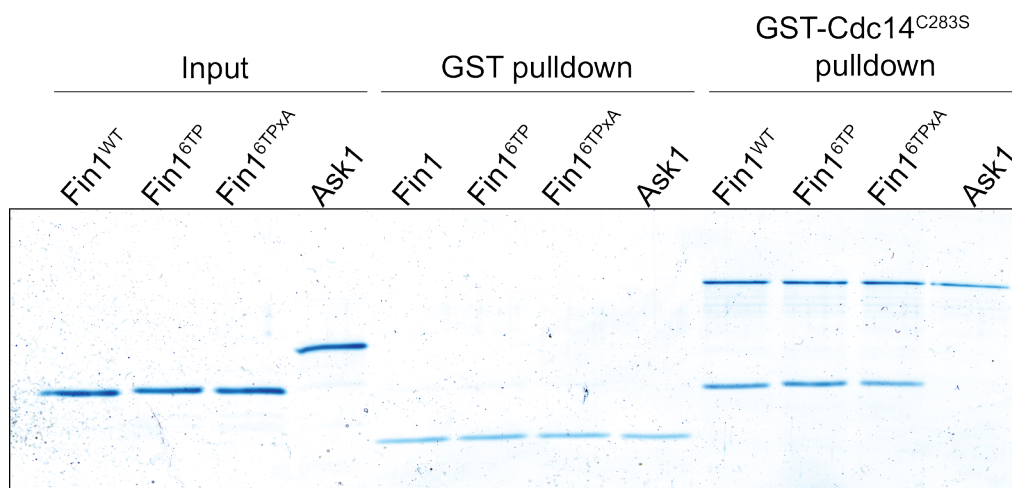 Input
GST pulldown
GST-Cdc14C283S
pulldown
Fin1WT
Fin16TP
Fin16TPxA
Ask1
Fin1
Fin16TP
Fin16TPxA
Ask1
Fin1WT
Fin16TP
Fin16TPxA
Ask1